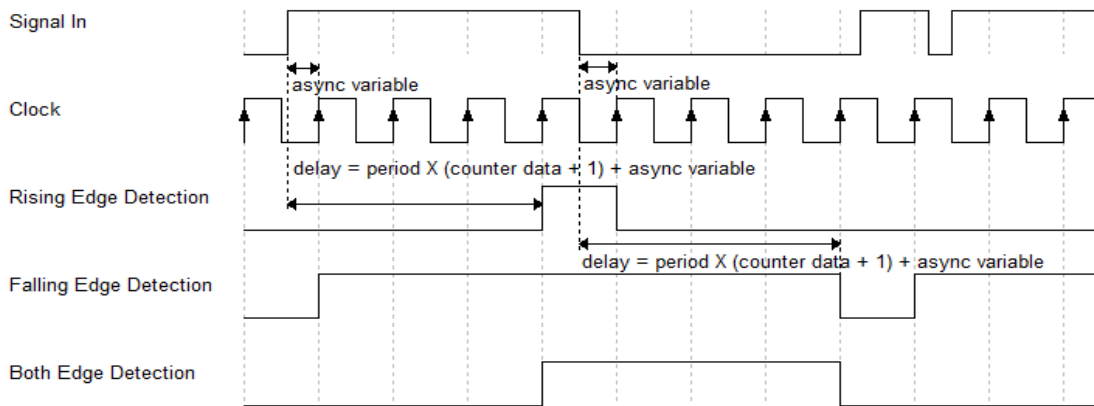 Signal In
async variable
async variable
Clock
delay = period X (counter data + 1) + async variable
Rising Edge Detection
delay = period X (counter data + 1) + async variable
Falling Edge Detection
Both Edge Detection